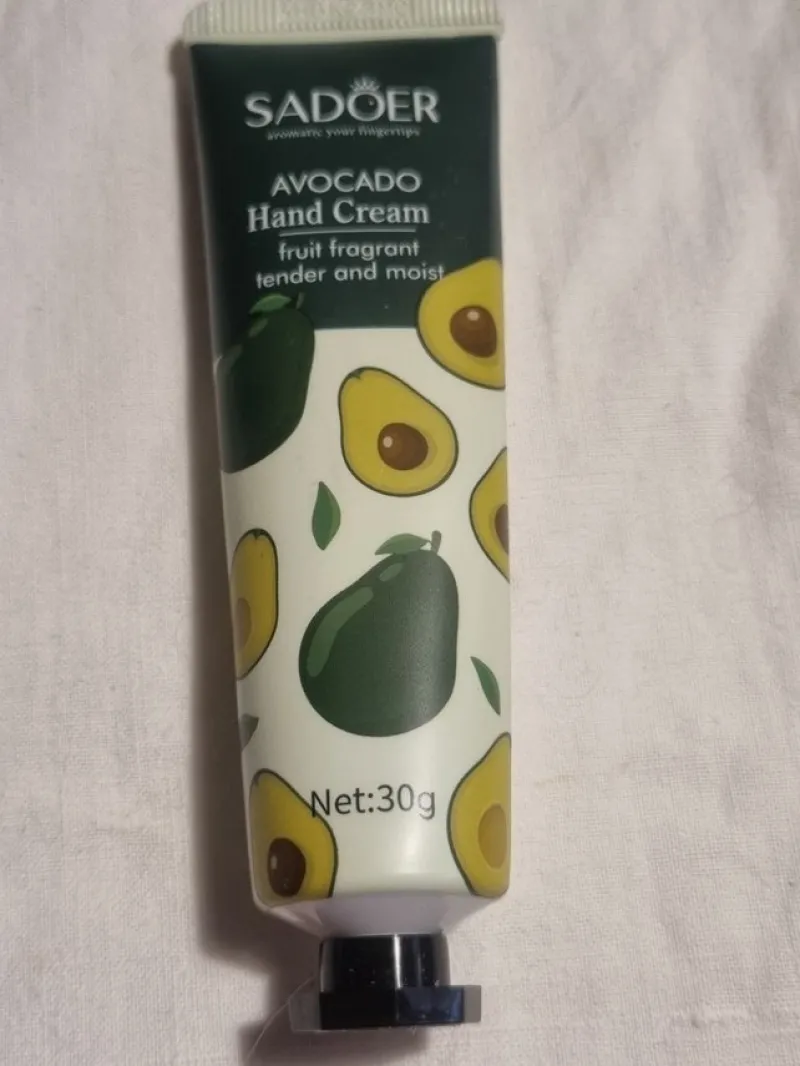 SADOER
aromatic your fingertips
AVOCADO
Hand Cream
fruit fragrant
tender and moist
Net:30g